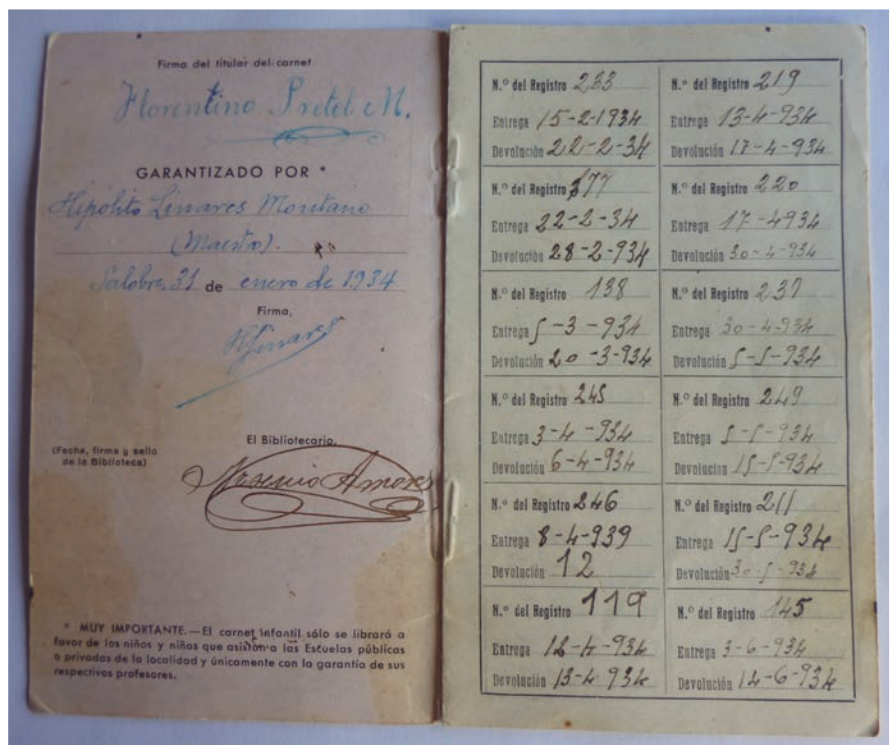 Firma del titular del carnet
Florentino Pretel M.
GARANTIZADO POR *
Hipólito Linares Montano
(Maestro).
Salobre 31 de enero de 1.934
Firma,
HLinares
El Bibliotecario,
(Fecha, firma y sello
de la Biblioteca)
Arsenio Amores
* MUY IMPORTANTE.—El carnet infantil sólo se librará a
favor de los niños y niñas que asistan a las Escuelas públicas
o privadas de la localidad y únicamente con la garantía de sus
respectivos profesores.
N.º del Registro 233
Entrega 15-2-1934
Devolución 22-2-34
N.º del Registro 177
Entrega 22-2-34
Devolución 28-2-934
N.º del Registro 138
Entrega 5-3-934
Devolución 20-3-934
N.º del Registro 245
Entrega 3-4-934
Devolución 6-4-934
N.º del Registro 246
Entrega 8-4-939
Devolución 12
N.º del Registro 119
Entrega 12-4-934
Devolución 13-4 934
N.º del Registro 219
Entrega 13-4-934
Devolución 17-4-934
N.º del Registro 220
Entrega 17-4934
Devolución 30-4-934
N.º del Registro 237
Entrega 30-4-934
Devolución 5-5-934
N.º del Registro 249
Entrega 5-5-934
Devolución 15-5-934
N.º del Registro 211
Entrega 15-5-934
Devolución 30-5-934
N.º del Registro 145
Entrega 3-6-934
Devolución 14-6-934